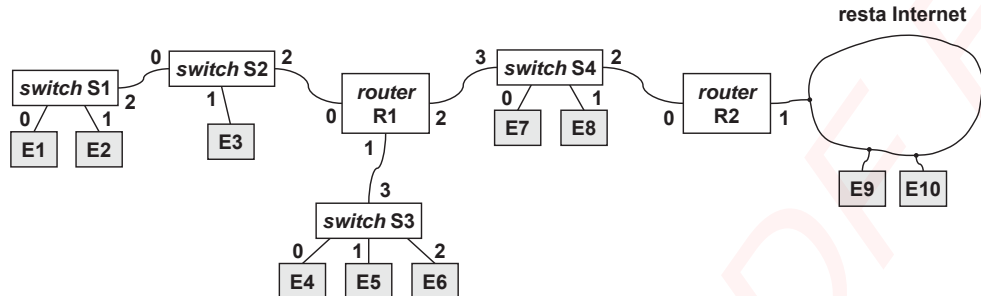 resta Internet
0 2 3 2
switch S1 switch S2 router R1 switch S4 router R2
2
0 1 1 0 2 0 1 0 1
E1 E2 E3 E7 E8
1
E9 E10
3
switch S3
0 1 2
E4 E5 E6
PDF